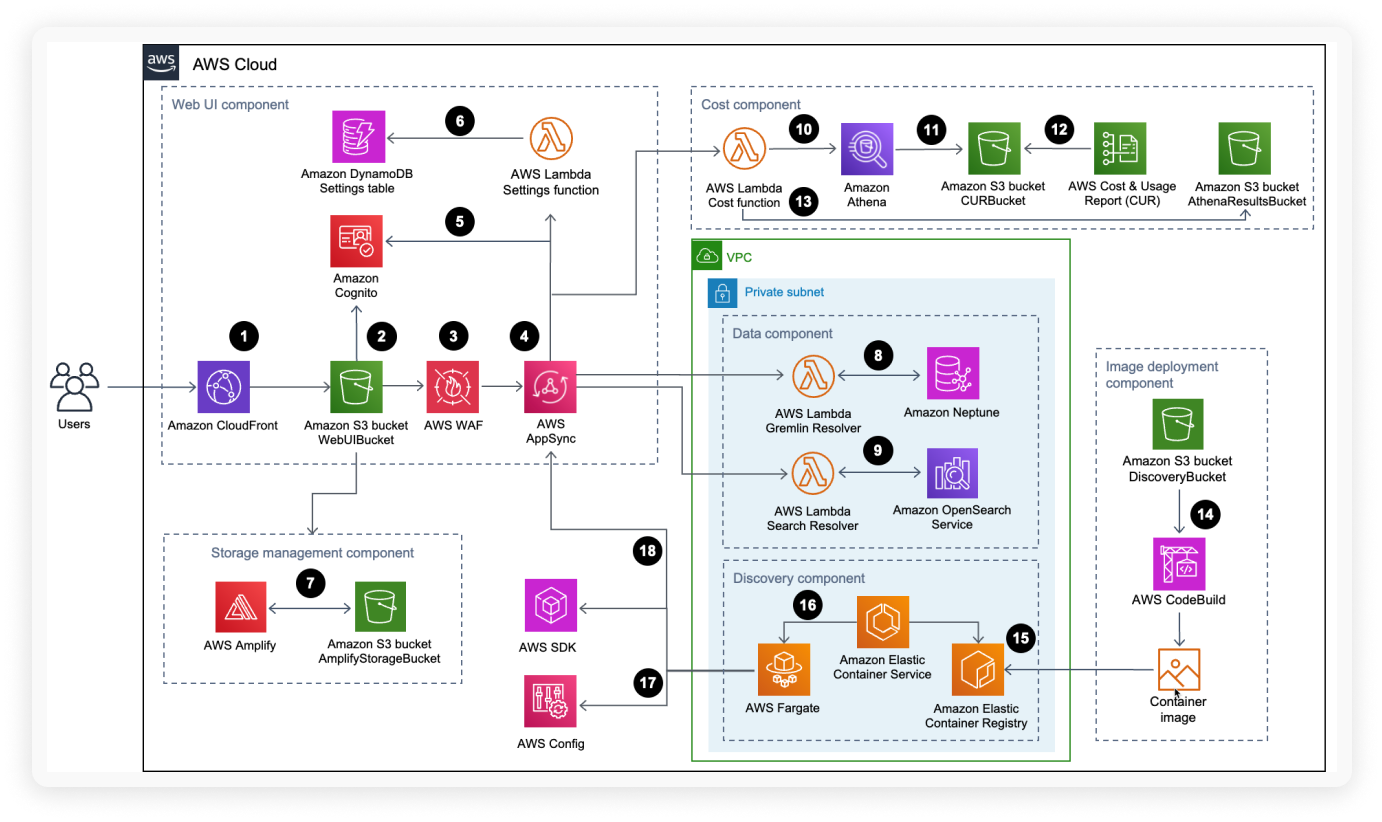 aws
AWS Cloud
Web UI component
6
Amazon DynamoDB
Settings table
AWS Lambda
Settings function
5
Amazon
Cognito
1
2
3
4
Users
Amazon CloudFront
Amazon S3 bucket
WebUIBucket
AWS WAF
AWS
AppSync
Storage management component
7
AWS Amplify
Amazon S3 bucket
AmplifyStorageBucket
18
AWS SDK
17
AWS Config
Cost component
10
11
12
AWS Lambda
Cost function
13
Amazon
Athena
Amazon S3 bucket
CURBucket
AWS Cost & Usage
Report (CUR)
Amazon S3 bucket
AthenaResultsBucket
VPC
Private subnet
Data component
8
AWS Lambda
Gremlin Resolver
Amazon Neptune
9
AWS Lambda
Search Resolver
Amazon OpenSearch
Service
Discovery component
16
15
Amazon Elastic
Container Service
AWS Fargate
Amazon Elastic
Container Registry
Image deployment
component
Amazon S3 bucket
DiscoveryBucket
14
AWS CodeBuild
Container
image